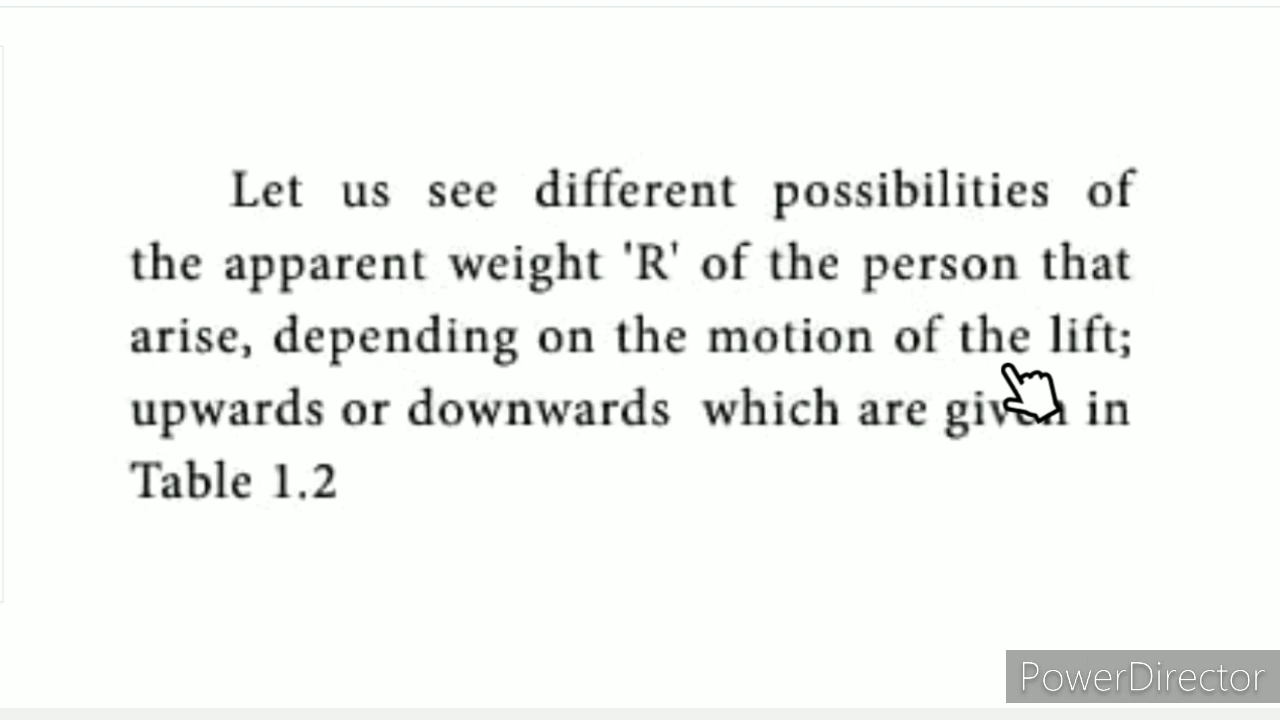 Let us see different possibilities of
the apparent weight 'R' of the person that
arise, depending on the motion of the lift;
upwards or downwards which are given in
Table 1.2
PowerDirector